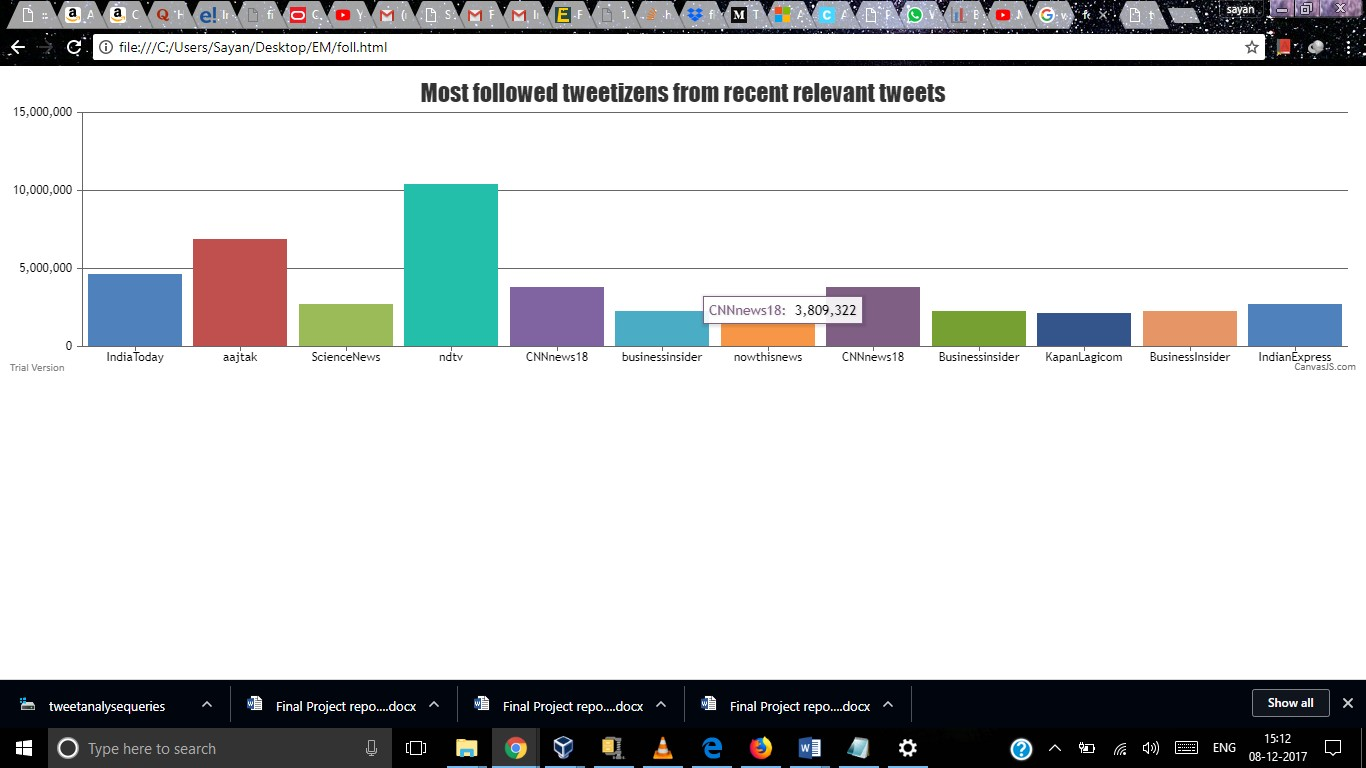 sayan
file:///C:/Users/Sayan/Desktop/EM/foll.html
Most followed tweetizens from recent relevant tweets
15,000,000
10,000,000
5,000,000
0
CNNnews18: 3,809,322
IndiaToday aajtak ScienceNews ndtv CNNnews18 businessinsider nowthisnews CNNnews18 Businessinsider KapanLagicom BusinessInsider IndianExpress
Trial Version
CanvasJS.com
tweetanalysequeries
Final Project repo....docx
Final Project repo....docx
Final Project repo....docx
Show all
Type here to search
ENG
15:12
08-12-2017